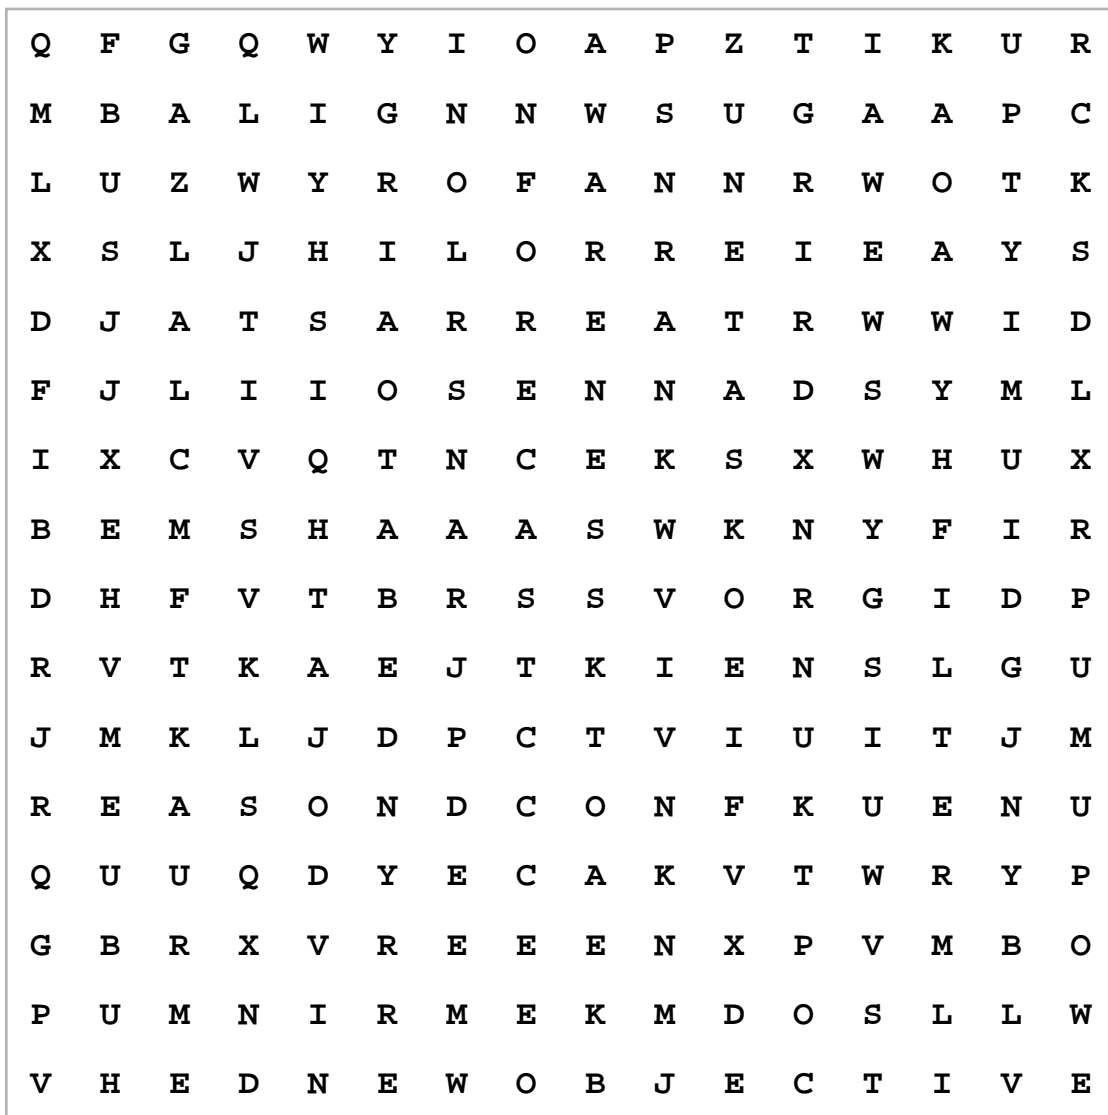 Q F G Q W Y I O A P Z T I K U R
M B A L I G N N W S U G A A P C
L U Z W Y R O F A N N R W O T K
X S L J H I L O R R E I E A Y S
D J A T S A R R E A T R W W I D
F J L I I O S E N N A D S Y M L
I X C V Q T N C E K S X W H U X
B E M S H A A A S W K N Y F I R
D H F V T B R S S V O R G I D P
R V T K A E J T K I E N S L G U
J M K L J D P C T V I U I T J M
R E A S O N D C O N F K U E N U
Q U U Q D Y E C A K V T W R Y P
G B R X V R E E E N X P V M B O
P U M N I R M E K M D O S L L W
V H E D N E W O B J E C T I V E